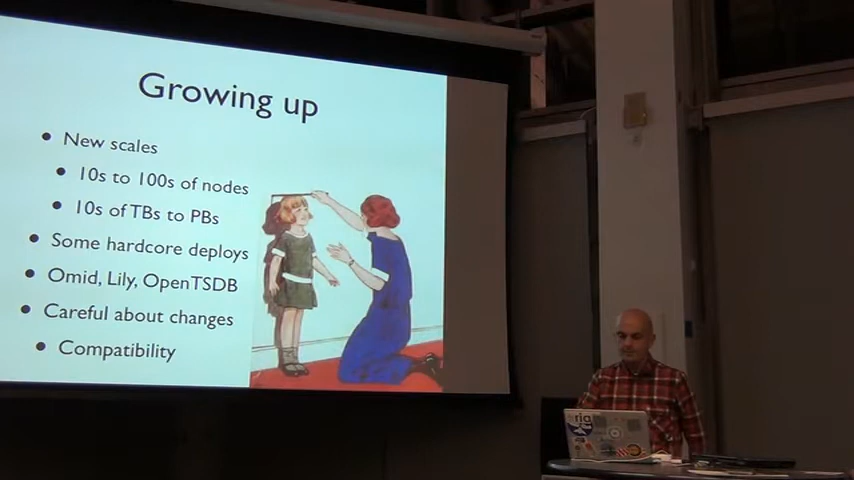 Growing up
New scales
10s to 100s of nodes
10s of TBs to PBs
Some hardcore deploys
Omid, Lily, OpenTSDB
Careful about changes
Compatibility
ria